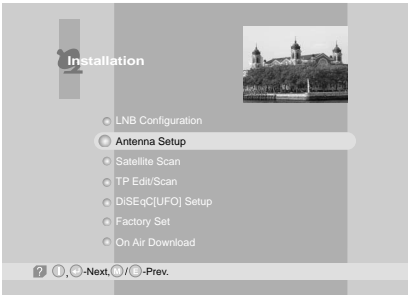 Installation
LNB Configuration
Antenna Setup
Satellite Scan
TP Edit/Scan
DiSEqC[UFO] Setup
Factory Set
On Air Download
? , -Next, M / E -Prev.